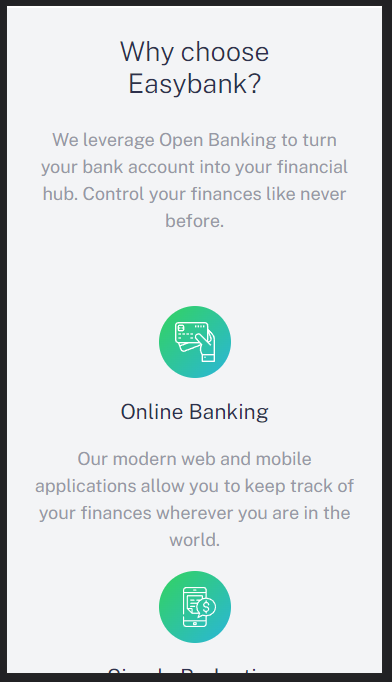 Why choose
Easybank?
We leverage Open Banking to turn
your bank account into your financial
hub. Control your finances like never
before.
Online Banking
Our modern web and mobile
applications allow you to keep track of
your finances wherever you are in the
world.